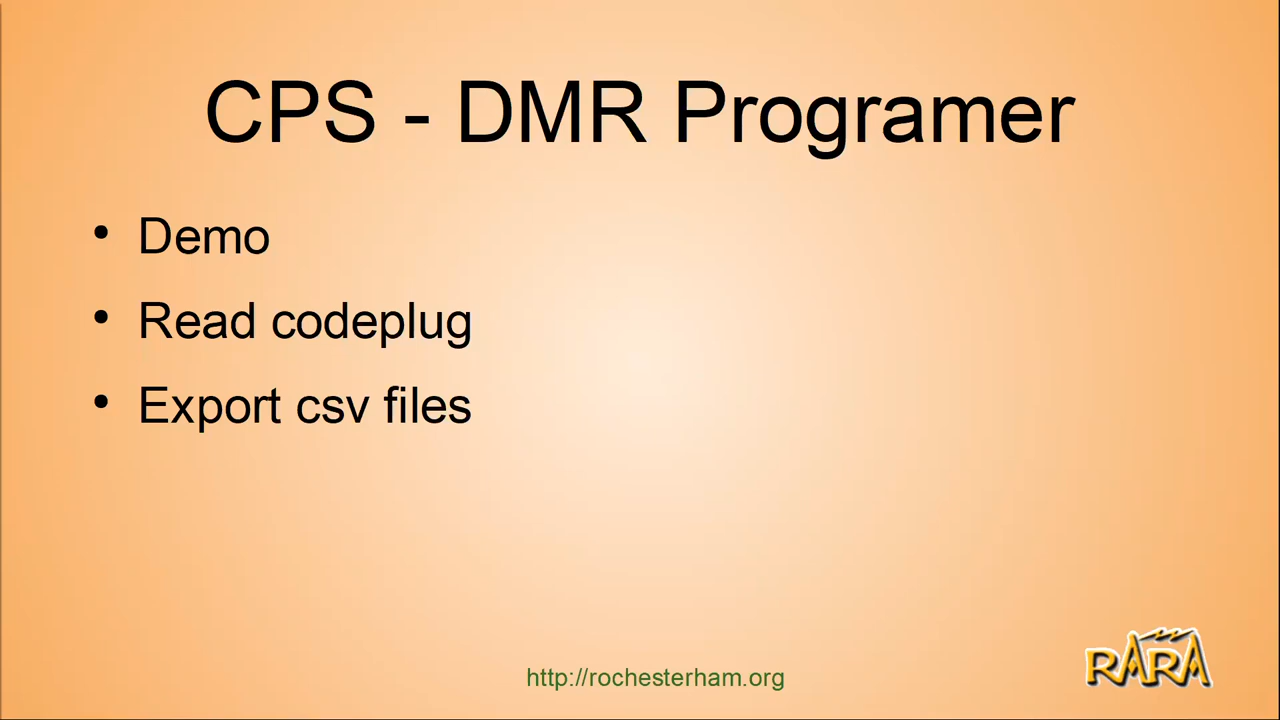 CPS - DMR Programer
• Demo
• Read codeplug
• Export csv files
http://rochesterham.org
RARA